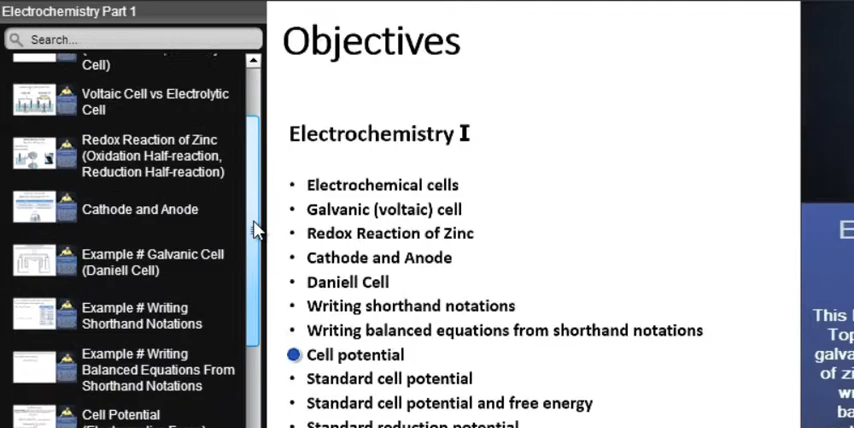 Electrochemistry Part 1
Search...
Cell)
Voltaic Cell vs Electrolytic
Cell
Redox Reaction of Zinc
(Oxidation Half-reaction,
Reduction Half-reaction)
Cathode and Anode
Example # Galvanic Cell
(Daniell Cell)
Example # Writing
Shorthand Notations
Example # Writing
Balanced Equations From
Shorthand Notations
Cell Potential
Objectives
Electrochemistry I
• Electrochemical cells
• Galvanic (voltaic) cell
• Redox Reaction of Zinc
• Cathode and Anode
• Daniell Cell
• Writing shorthand notations
• Writing balanced equations from shorthand notations
Cell potential
• Standard cell potential
• Standard cell potential and free energy
• Standard reduction potential
E
This
Top
galva
of zi
w
ba